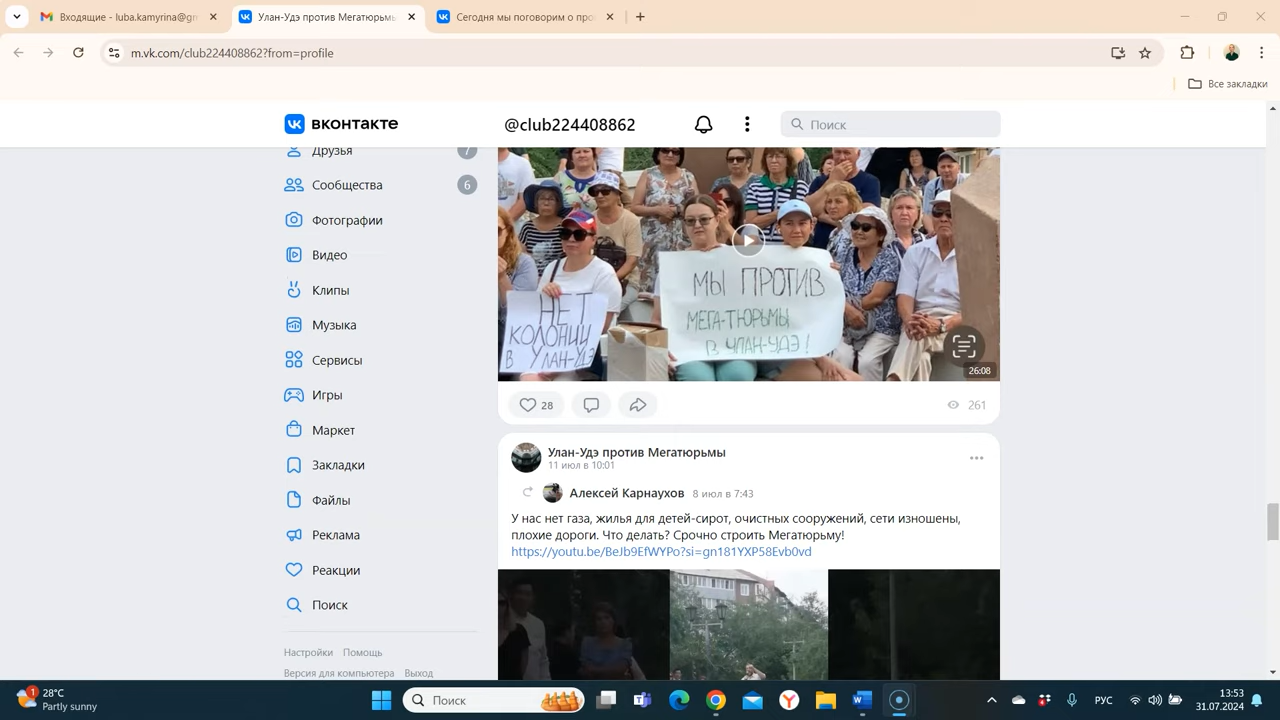 Входящие - luba.kamyrina@gm
Улан-Удэ против Мегатюрьмы
Сегодня мы поговорим о про
m.vk.com/club224408862?from=profile
Все закладки
вконтакте
@club224408862
Поиск
Друзья
7
Сообщества
6
Фотографии
Видео
Клипы
Музыка
Сервисы
Игры
Маркет
Закладки
Файлы
Реклама
Реакции
Поиск
Настройки Помощь
Версия для компьютера Выход
НЕТ
КОЛОНИИ
В УЛАН-УДЭ
МЫ ПРОТИВ
МЕГА-ТЮРЬМЫ
В УЛАН-УДЭ!
26:08
28
261
Улан-Удэ против Мегатюрьмы
11 июл в 10:01
Алексей Карнаухов 8 июл в 7:43
У нас нет газа, жилья для детей-сирот, очистных сооружений, сети изношены,
плохие дороги. Что делать? Срочно строить Мегатюрьму!
https://youtu.be/BeJb9EfWYPo?si=gn181YXP58Evb0vd
1
28°C
Partly sunny
Поиск
РУС
13:53
31.07.2024